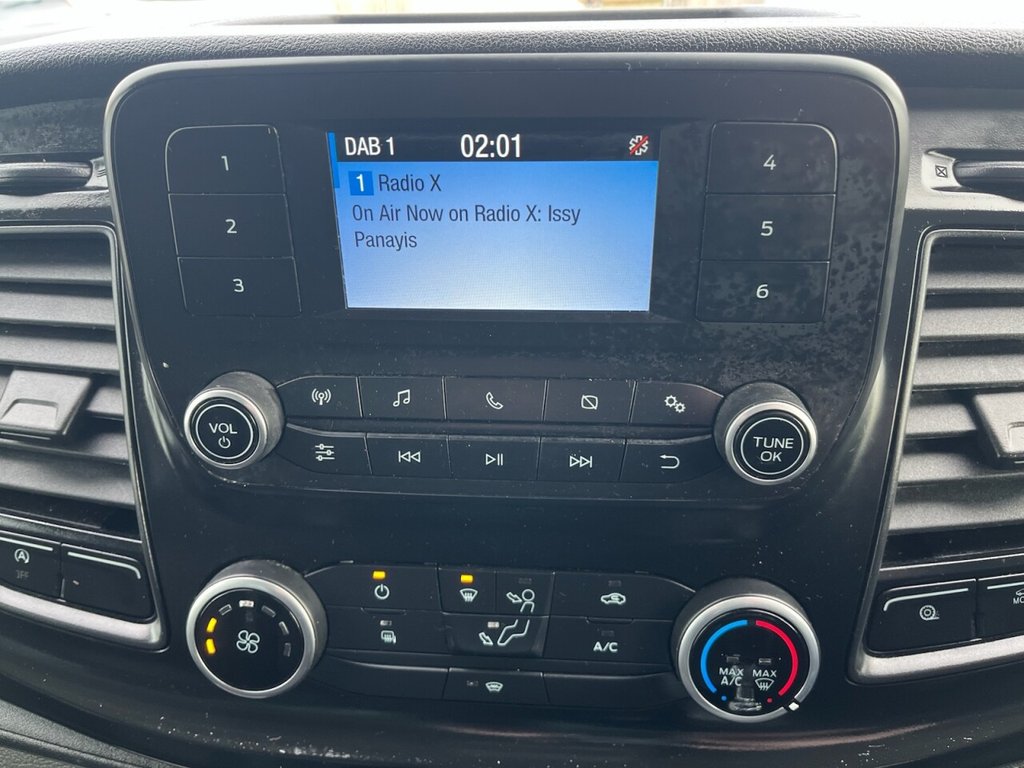 DAB 1 02:01
1 Radio X
On Air Now on Radio X: Issy
Panayis
1
2
3
4
5
6
VOL
TUNE
OK
A
OFF
A/C
MAX
A/C
MAX